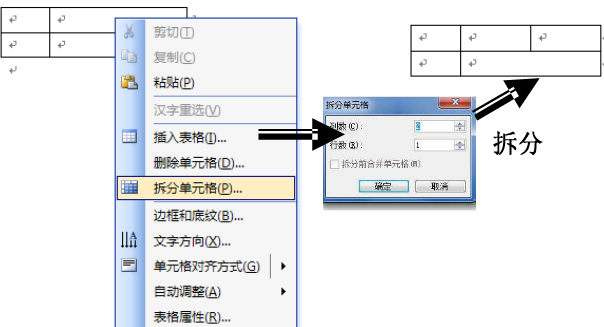 剪切(T)
复制(C)
粘贴(P)
汉字重选(V)
插入表格(I)...
删除单元格(D)...
拆分单元格(P)...
边框和底纹(B)...
文字方向(X)...
单元格对齐方式(G)
自动调整(A)
表格属性(R)...
拆分单元格
列数(C):
2
行数(R):
1
拆分前合并单元格(M)
确定
取消
拆分